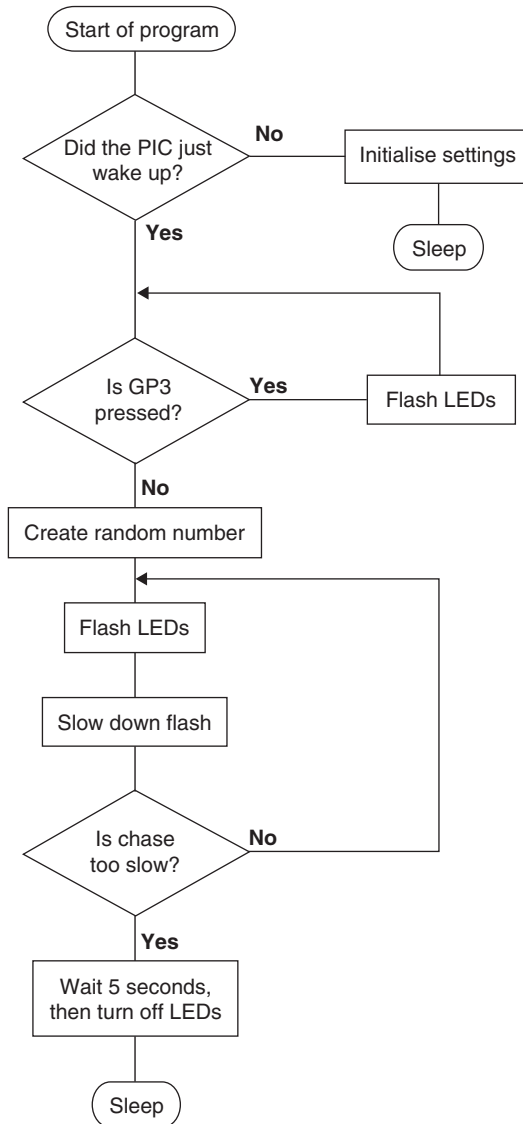 Start of program
Did the PIC just
wake up?
No
Initialise settings
Sleep
Yes
Is GP3
pressed?
Yes
Flash LEDs
No
Create random number
Flash LEDs
Slow down flash
Is chase
too slow?
No
Yes
Wait 5 seconds,
then turn off LEDs
Sleep